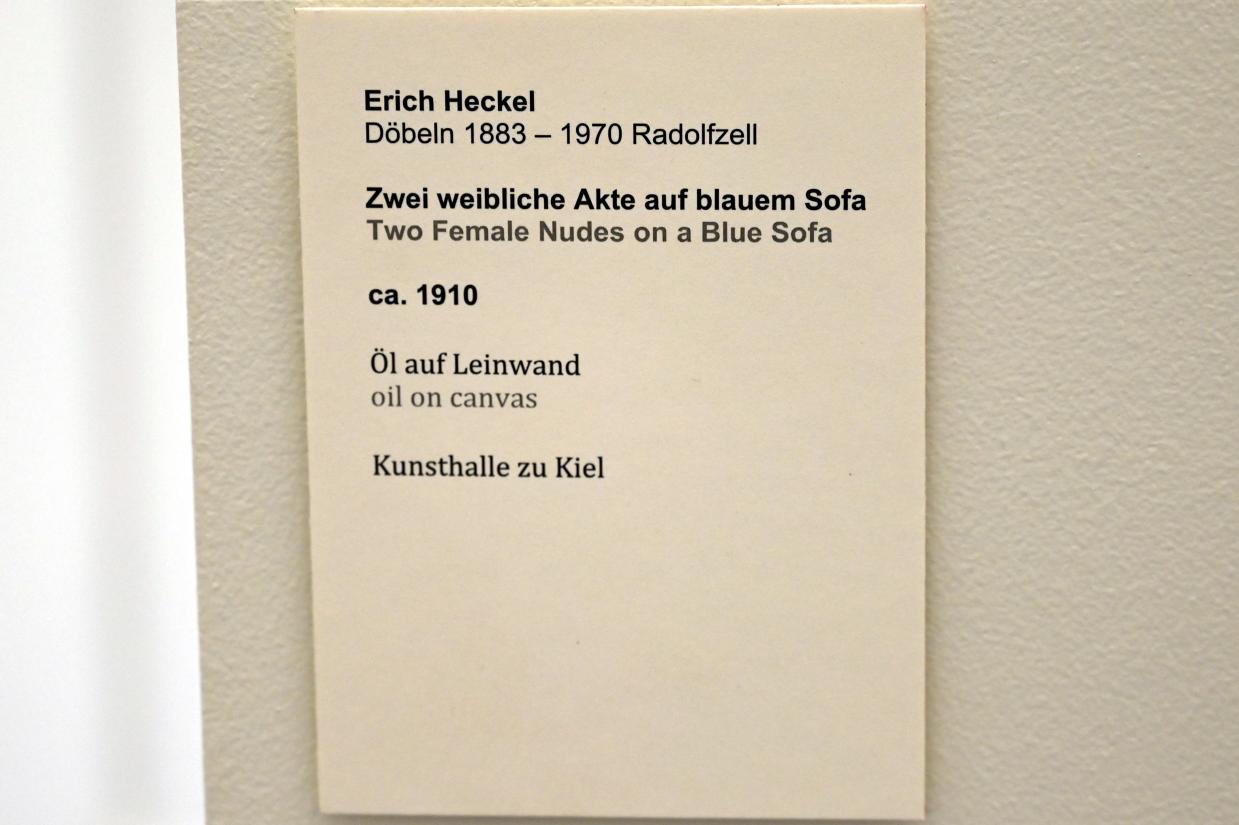 Erich Heckel
Döbeln 1883 – 1970 Radolfzell
Zwei weibliche Akte auf blauem Sofa
Two Female Nudes on a Blue Sofa
ca. 1910
Öl auf Leinwand
oil on canvas
Kunsthalle zu Kiel